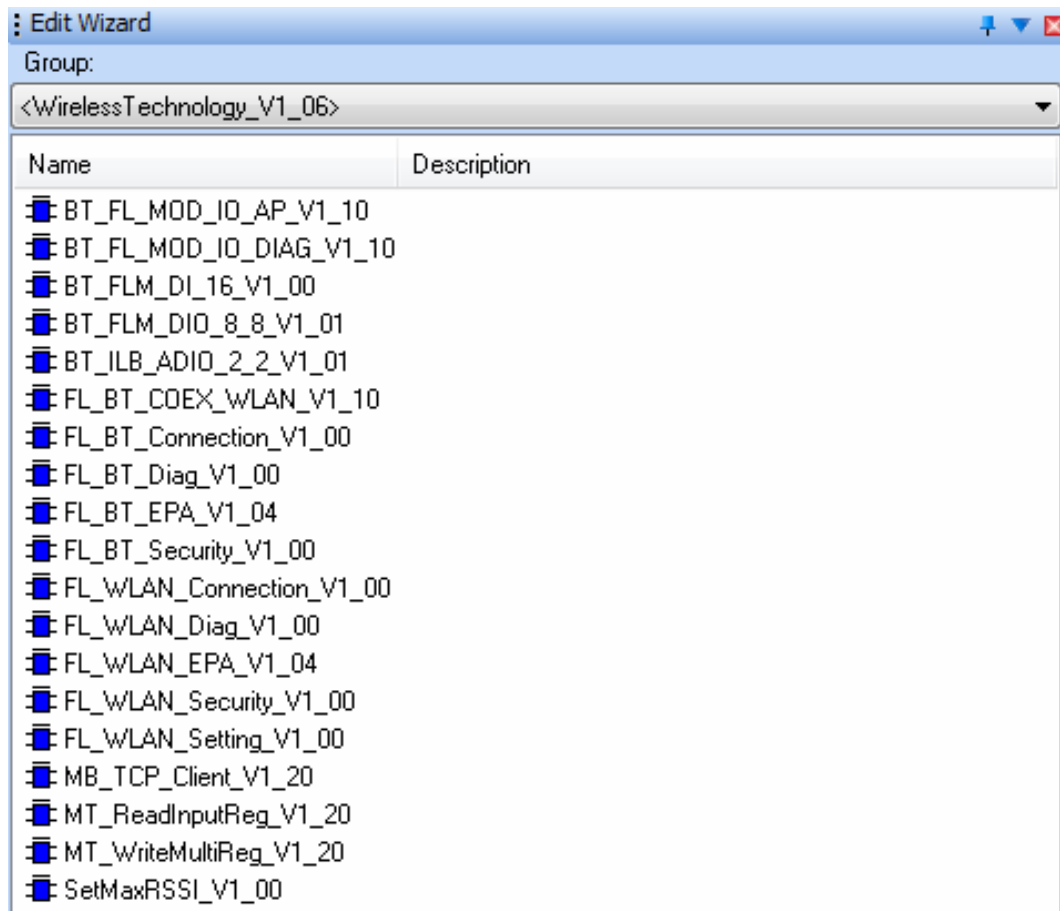 Edit Wizard
Group:
<WirelessTechnology_V1_06>
Name Description
BT_FL_MOD_IO_AP_V1_10
BT_FL_MOD_IO_DIAG_V1_10
BT_FLM_DI_16_V1_00
BT_FLM_DIO_8_8_V1_01
BT_ILB_ADIO_2_2_V1_01
FL_BT_COEX_WLAN_V1_10
FL_BT_Connection_V1_00
FL_BT_Diag_V1_00
FL_BT_EPA_V1_04
FL_BT_Security_V1_00
FL_WLAN_Connection_V1_00
FL_WLAN_Diag_V1_00
FL_WLAN_EPA_V1_04
FL_WLAN_Security_V1_00
FL_WLAN_Setting_V1_00
MB_TCP_Client_V1_20
MT_ReadInputReg_V1_20
MT_WriteMultiReg_V1_20
SetMaxRSSI_V1_00